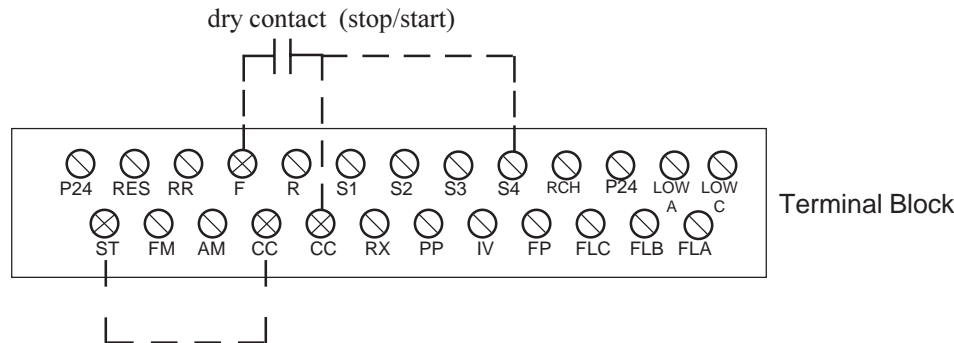 dry contact (stop/start)
P24 RES RR F R S1 S2 S3 S4 RCH P24 LOW A LOW C
Terminal Block
ST FM AM CC CC RX PP IV FP FLC FLB FLA